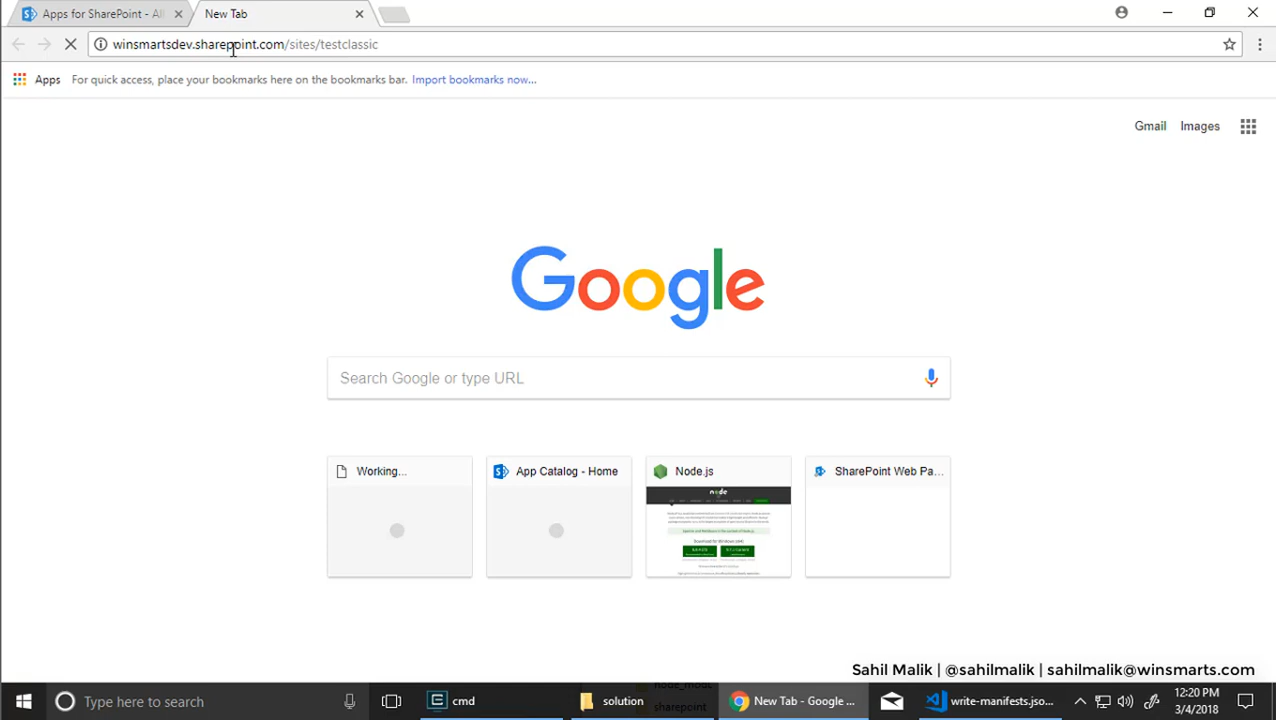 Apps for SharePoint - All
New Tab
winsmartsdev.sharepoint.com/sites/testclassic
Apps
For quick access, place your bookmarks here on the bookmarks bar. Import bookmarks now...
Gmail
Images
Google
Search Google or type URL
Working...
App Catalog - Home
Node.js
SharePoint Web Pa...
node
Sahil Malik | @sahilmalik | sahilmalik@winsmarts.com
sharepoint
Type here to search
cmd
solution
New Tab - Google ...
write-manifests.jso...
12:20 PM
3/4/2018